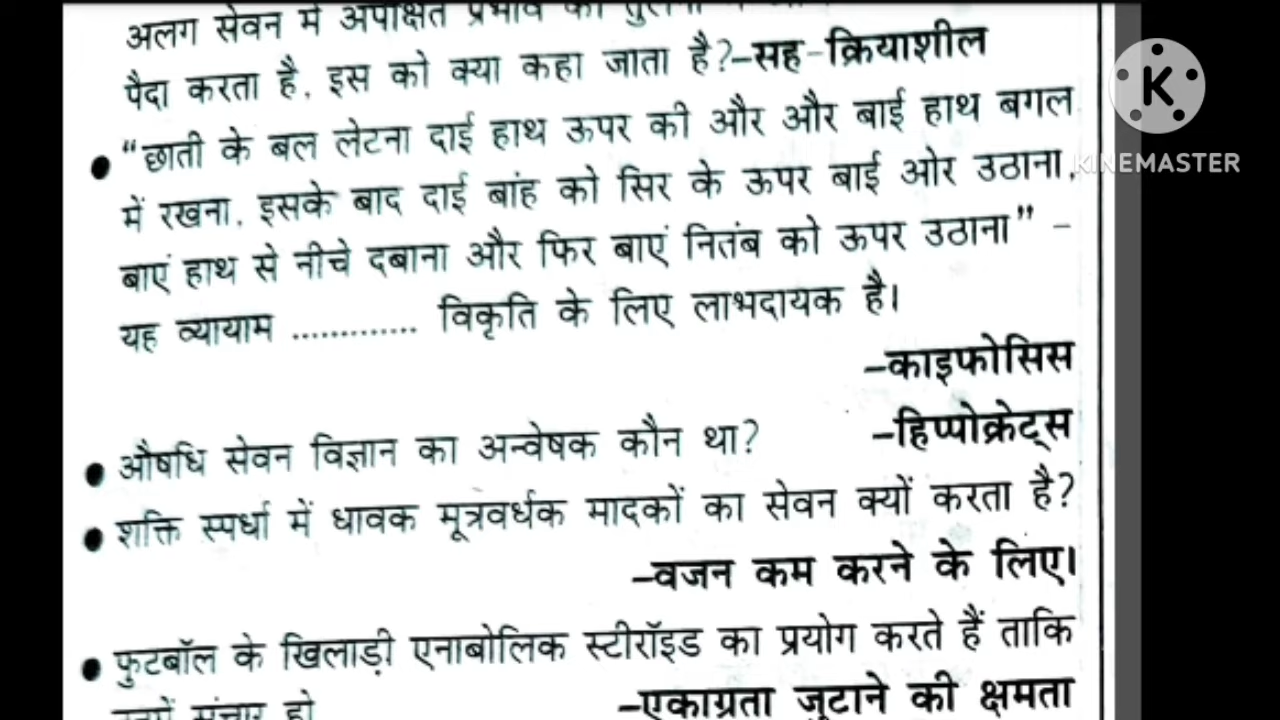 अलग सेवन में अपेक्षित प्रभाव की
पैदा करता है, इस को क्या कहा जाता है?–सह-क्रियाशील
● “छाती के बल लेटना दाई हाथ ऊपर की और और बाई हाथ बगल
में रखना, इसके बाद दाई बांह को सिर के ऊपर बाई ओर उठाना,
बाएं हाथ से नीचे दबाना और फिर बाएं नितंब को ऊपर उठाना” –
यह व्यायाम ............. विकृति के लिए लाभदायक है।
–काइफोसिस
● औषधि सेवन विज्ञान का अन्वेषक कौन था? –हिप्पोक्रेट्स
● शक्ति स्पर्धा में धावक मूत्रवर्धक मादकों का सेवन क्यों करता है?
–वजन कम करने के लिए।
● फुटबॉल के खिलाड़ी एनाबोलिक स्टीरॉइड का प्रयोग करते हैं ताकि
उनमें संचार हो –एकाग्रता जुटाने की क्षमता
K
KINEMASTER